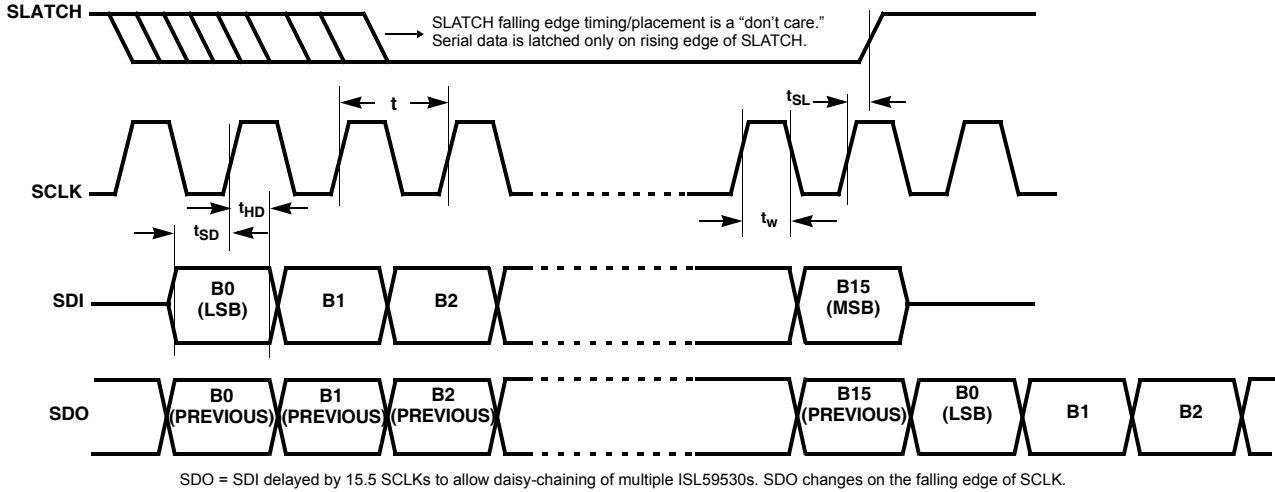 SLATCH
SLATCH falling edge timing/placement is a “don’t care.”
Serial data is latched only on rising edge of SLATCH.
t
tSL
SCLK
tHD
tSD
tw
SDI
B0
(LSB)
B1
B2
B15
(MSB)
SDO
B0
(PREVIOUS)
B1
(PREVIOUS)
B2
(PREVIOUS)
B15
(PREVIOUS)
B0
(LSB)
B1
B2
SDO = SDI delayed by 15.5 SCLKs to allow daisy-chaining of multiple ISL59530s. SDO changes on the falling edge of SCLK.